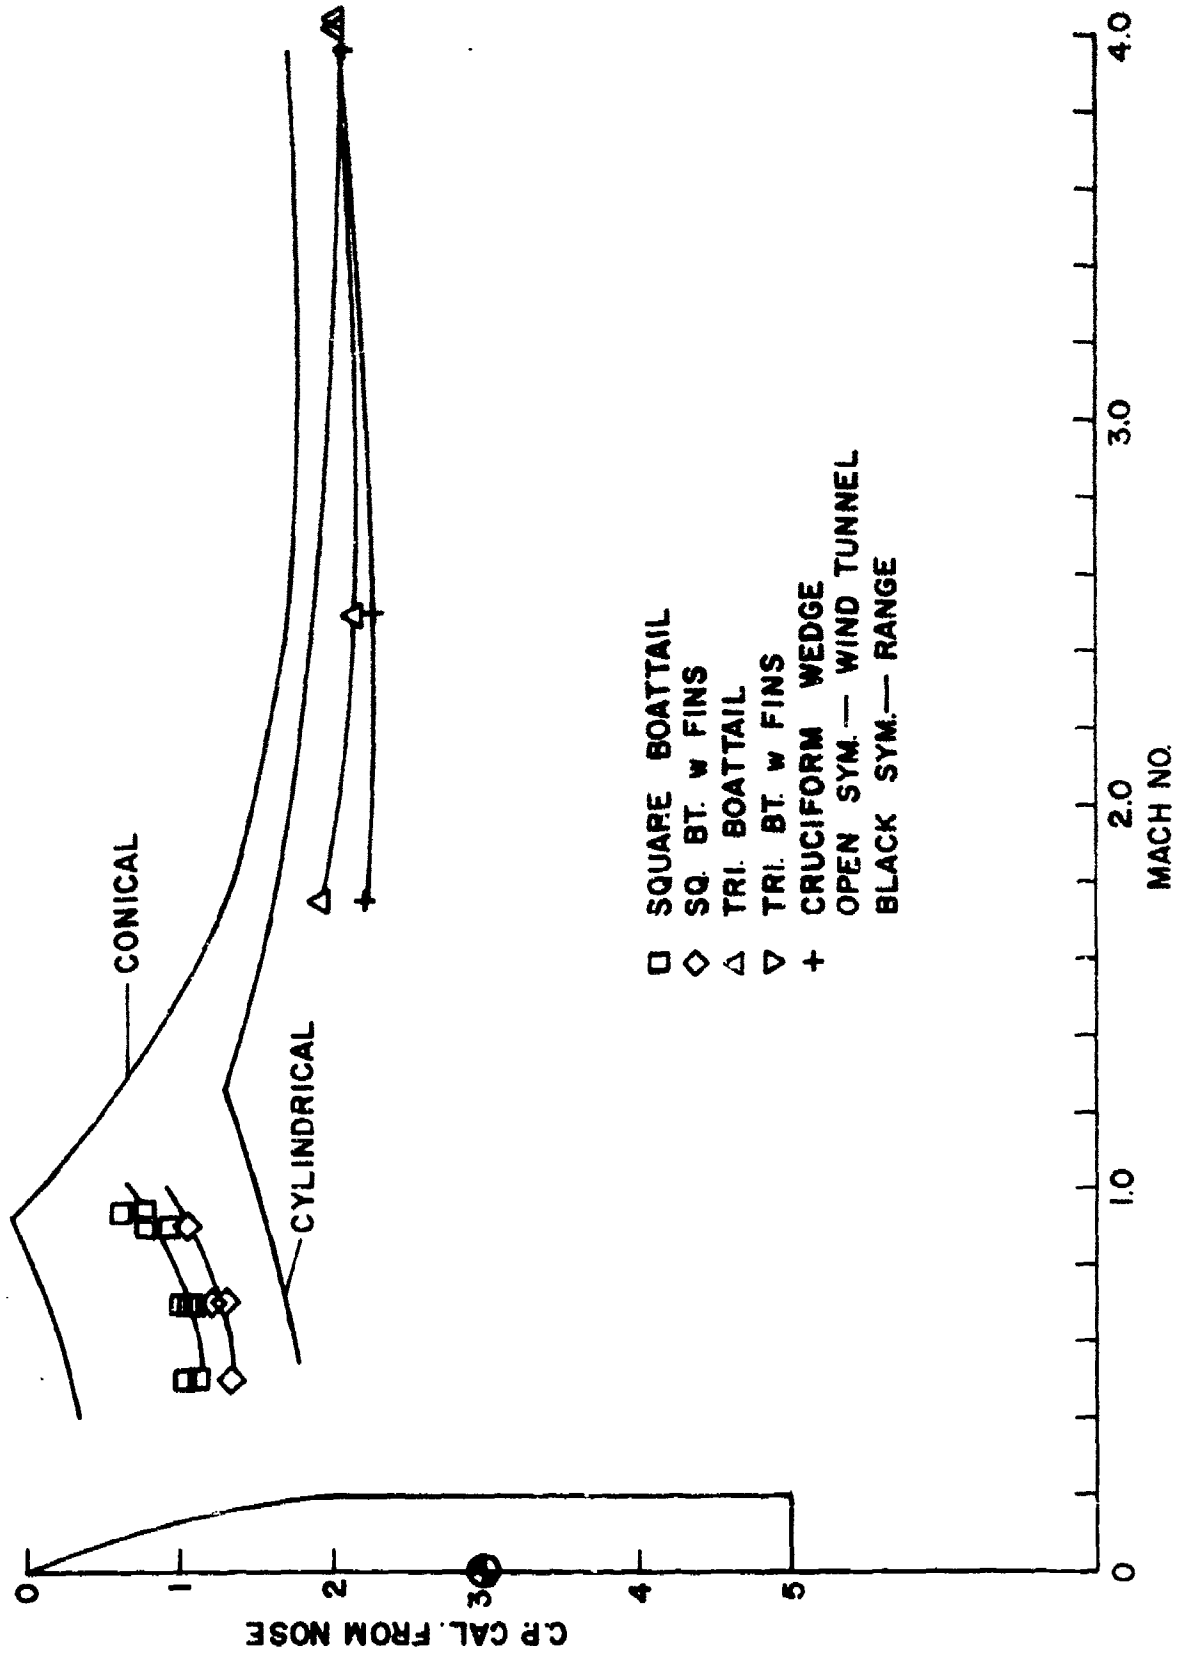 C.P. CAL. FROM NOSE
0
1
2
3
4
5
CONICAL
CYLINDRICAL
□ SQUARE BOATTAIL
◇ SQ. BT. w FINS
△ TRI. BOATTAIL
▽ TRI. BT. w FINS
+ CRUCIFORM WEDGE
OPEN SYM. — WIND TUNNEL
BLACK SYM. — RANGE
0
1.0
2.0
3.0
4.0
MACH NO.